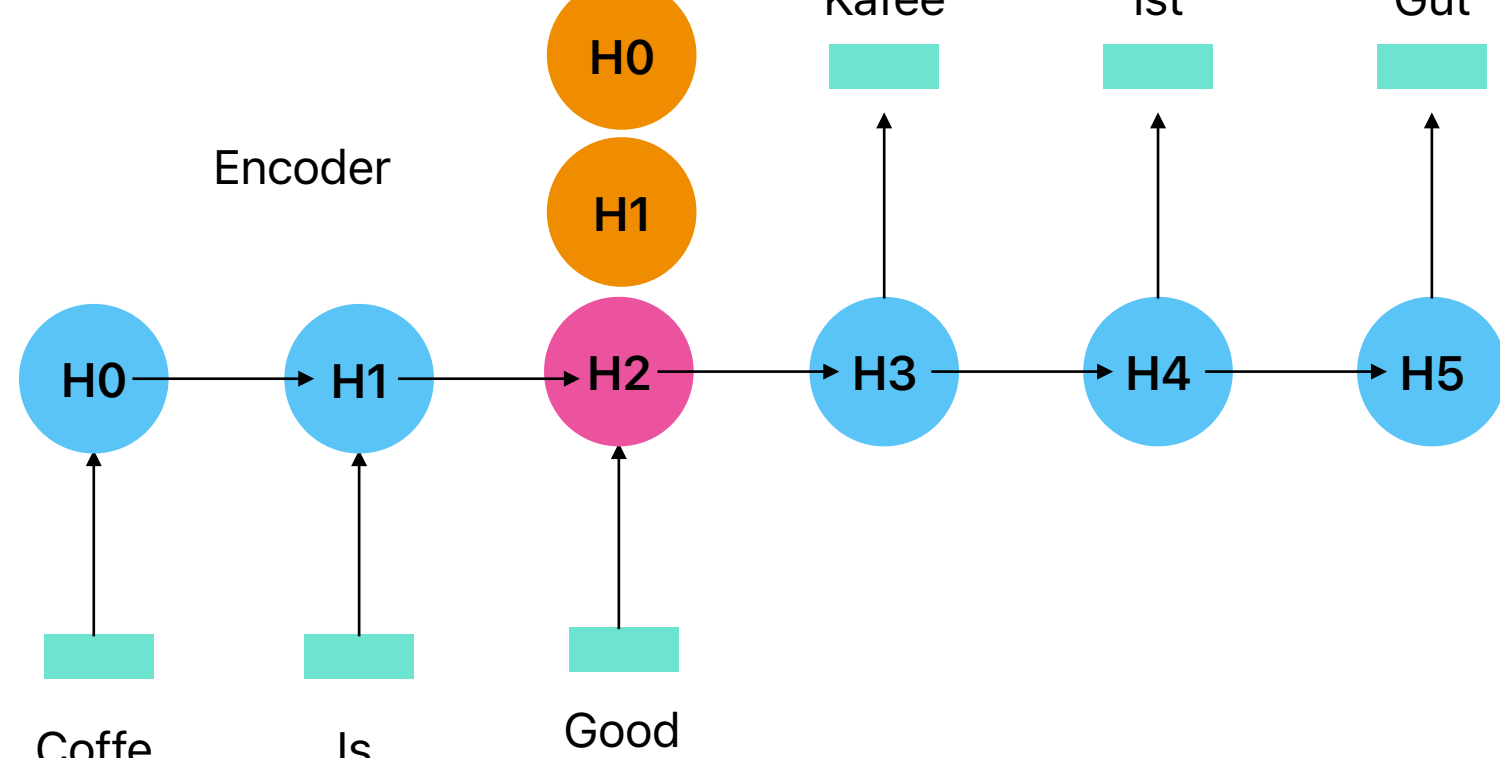 Kafee Ist Gut
H0
Encoder
H1
H0 H1 H2 H3 H4 H5
Good
Coffe Is